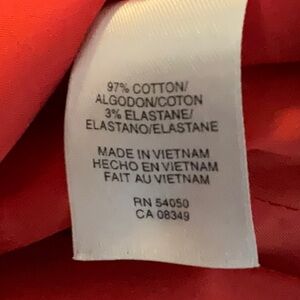 97% COTTON/
ALGODON/COTON
3% ELASTANE/
ELASTANO/ELASTANE
MADE IN VIETNAM
HECHO EN VIETNAM
FAIT AU VIETNAM
RN 54050
CA 08349